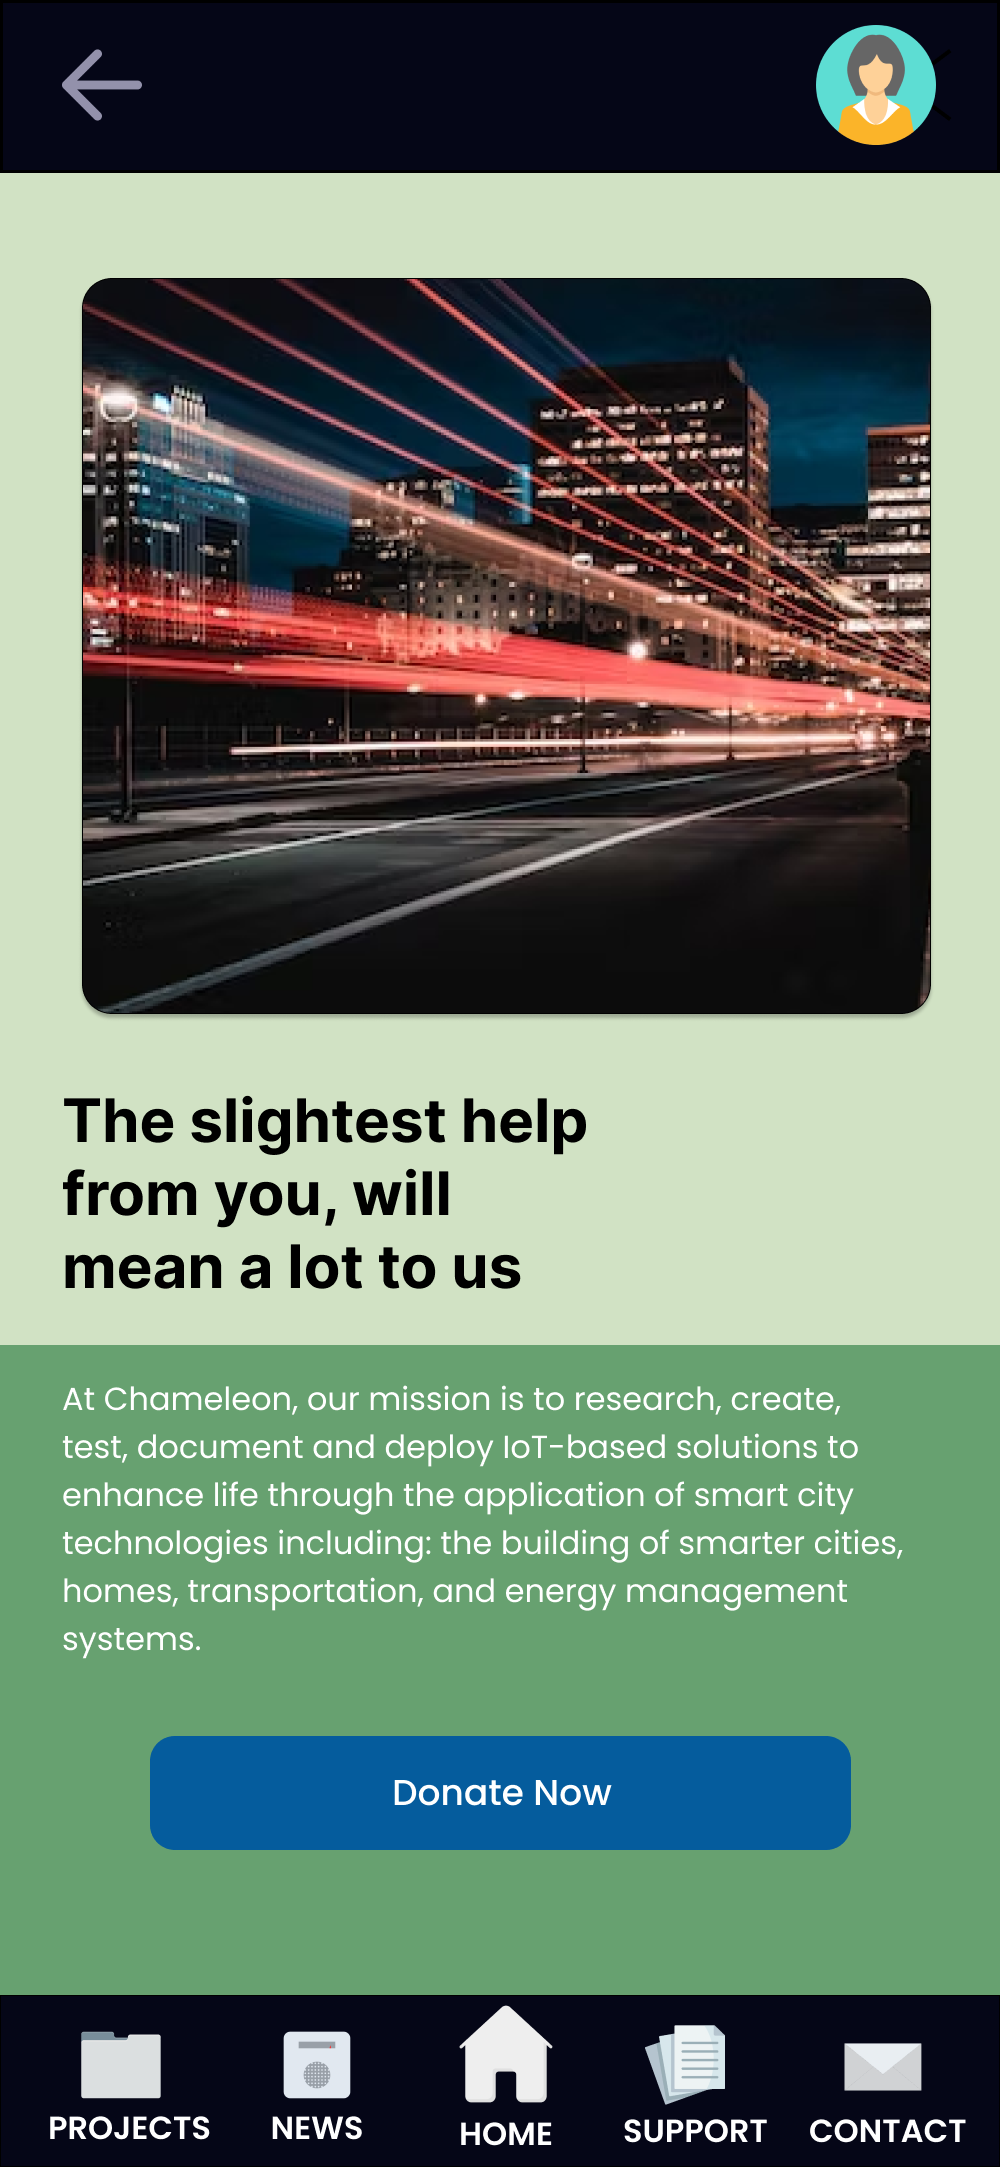 The slightest help
from you, will
mean a lot to us
At Chameleon, our mission is to research, create,
test, document and deploy IoT-based solutions to
enhance life through the application of smart city
technologies including: the building of smarter cities,
homes, transportation, and energy management
systems.
Donate Now
PROJECTS
NEWS
HOME
SUPPORT
CONTACT